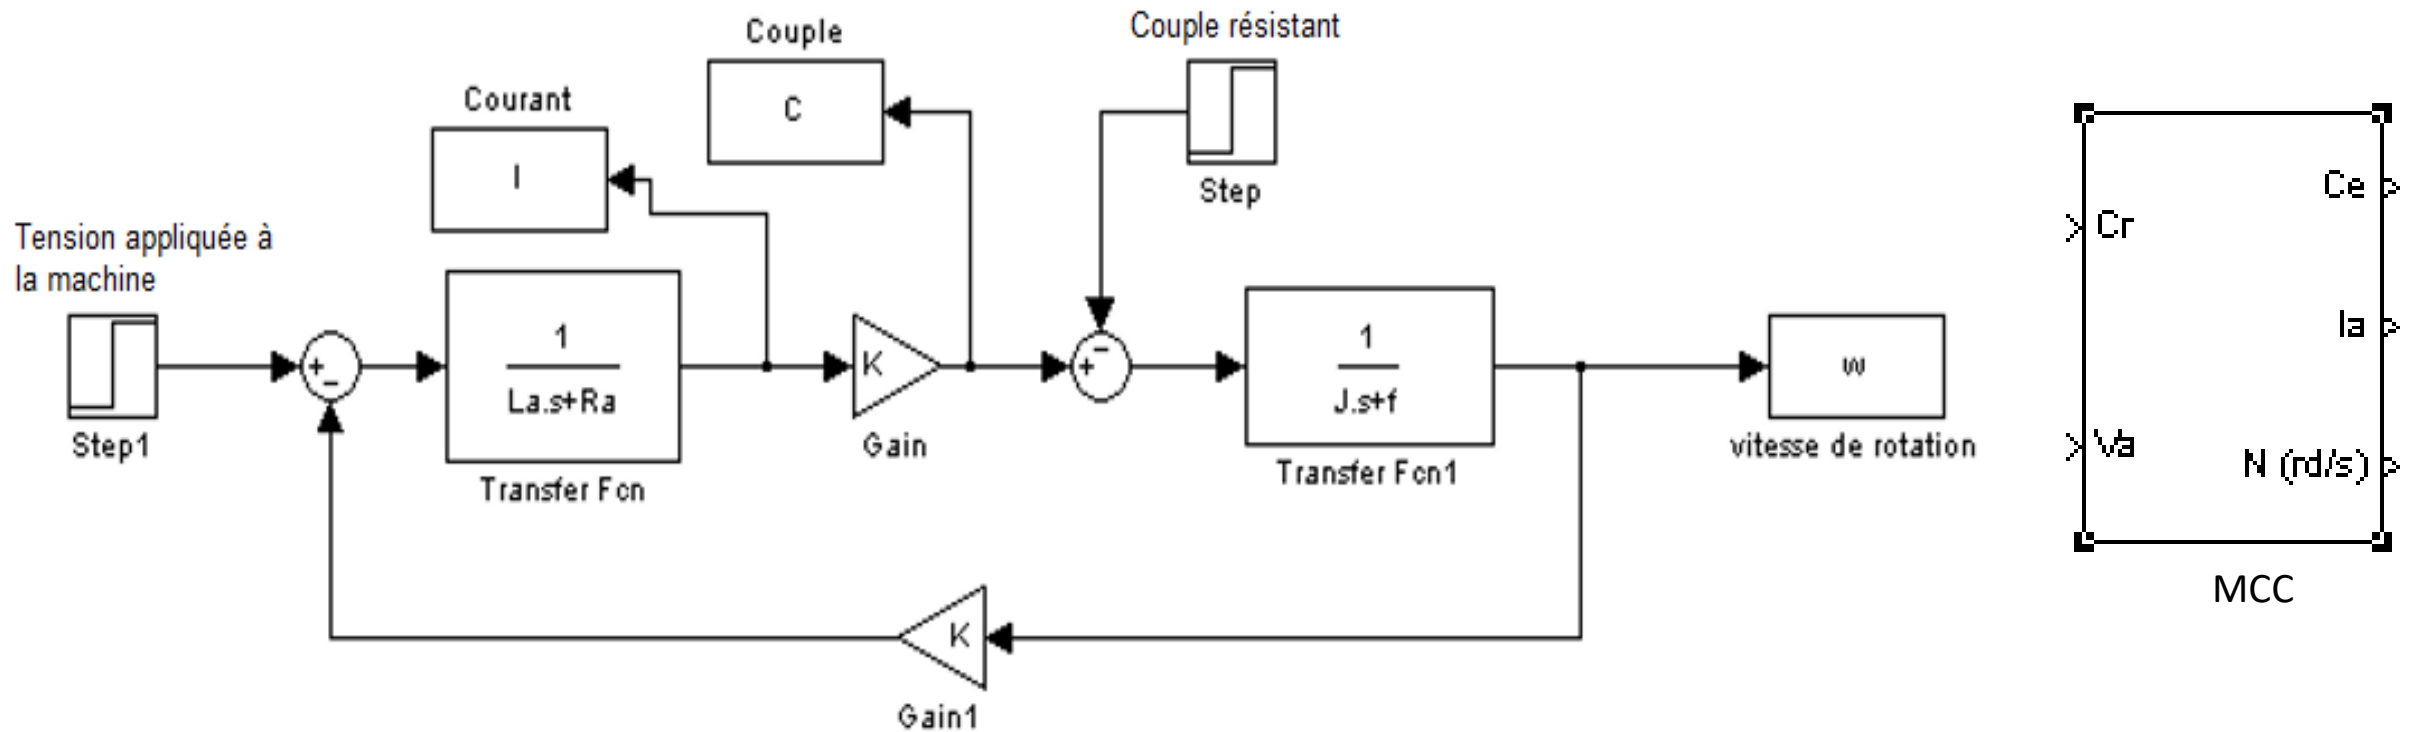 Couple
C
Couple résistant
Step
Courant
I
Tension appliquée à
la machine
Step1
+
−
1
La.s+Ra
Transfer Fcn
K
Gain
−
+
1
J.s+f
Transfer Fcn1
w
vitesse de rotation
K
Gain1
Cr
Va
Ce
Ia
N (rd/s)
MCC